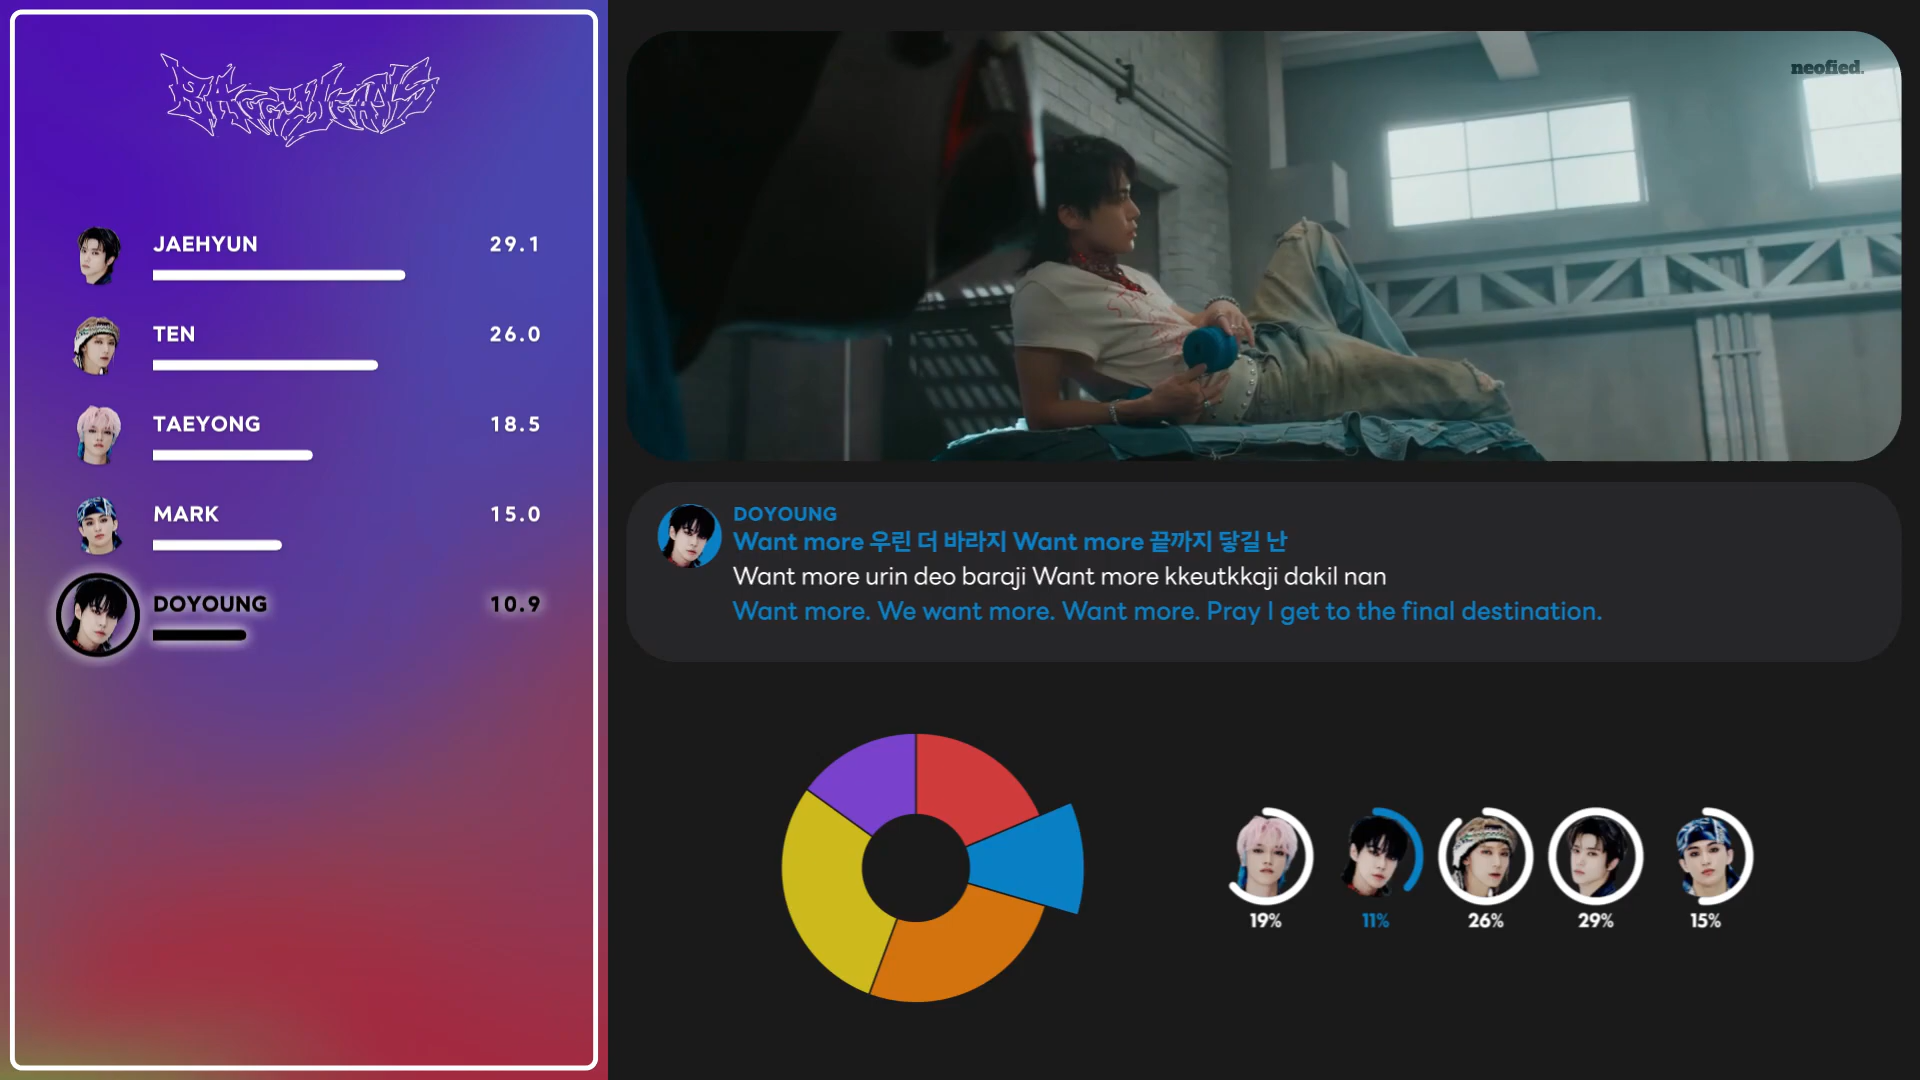 BAGGY JEANS
JAEHYUN 29.1
TEN 26.0
TAEYONG 18.5
MARK 15.0
DOYOUNG 10.9
neofied.
DOYOUNG
Want more 우린 더 바라지 Want more 끝까지 닿길 난
Want more urin deo baraji Want more kkeutkkaji dakil nan
Want more. We want more. Want more. Pray I get to the final destination.
19% 11% 26% 29% 15%